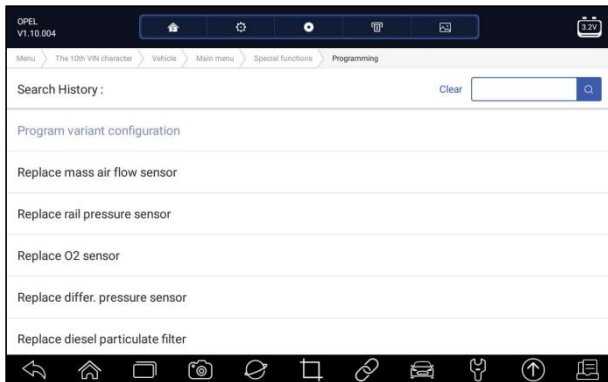 OPEL
V1.10.004
3.2V
Menu The 10th VIN character Vehicle Main menu Special functions Programming
Search History :
Clear
Program variant configuration
Replace mass air flow sensor
Replace rail pressure sensor
Replace O2 sensor
Replace differ. pressure sensor
Replace diesel particulate filter